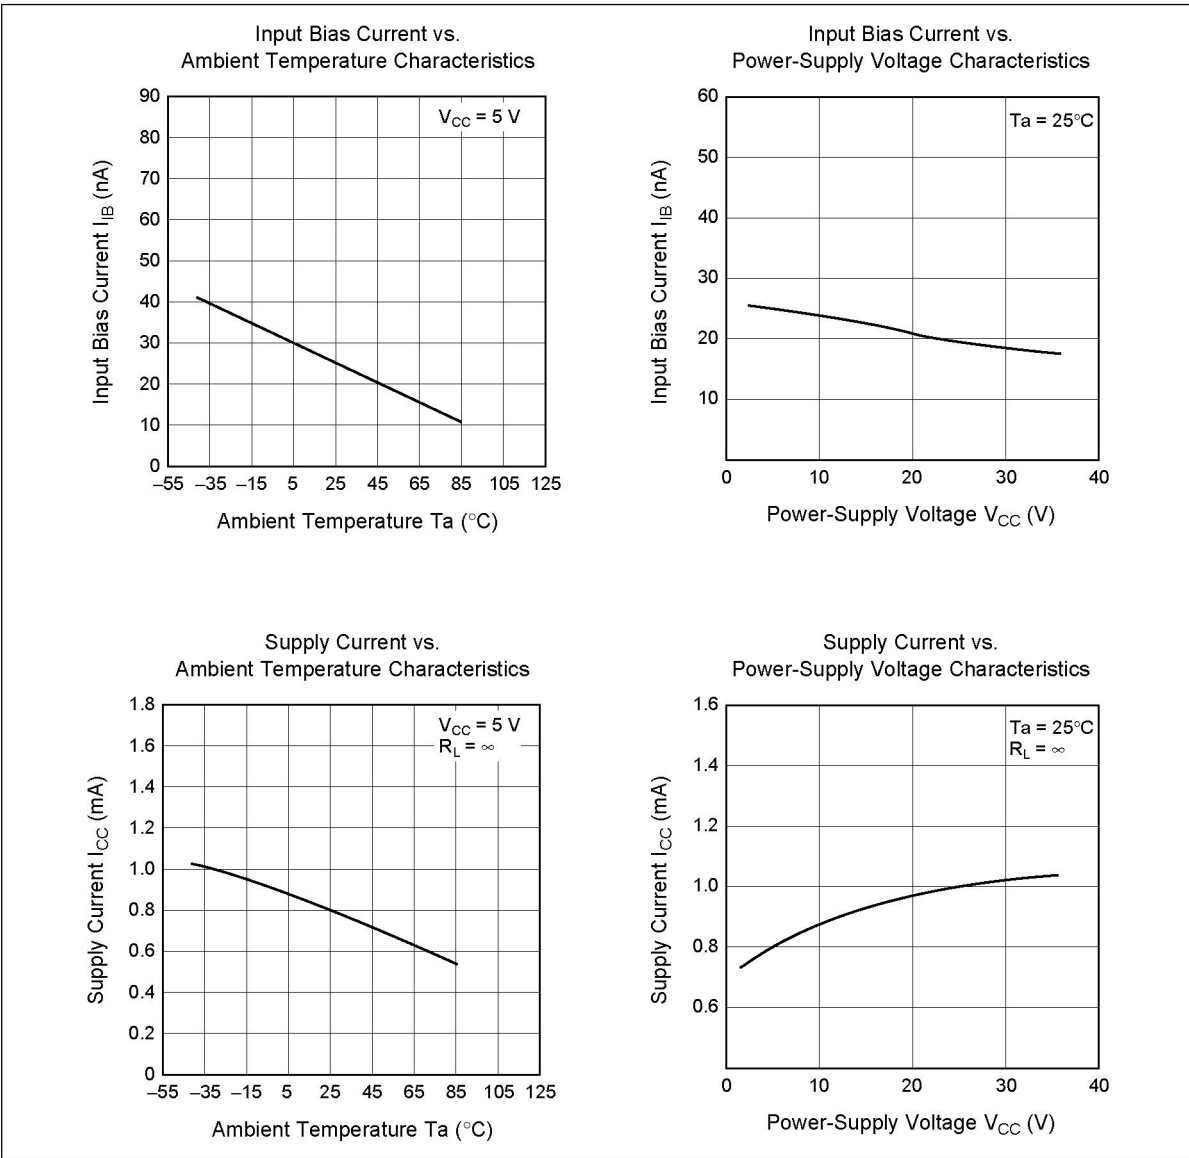 Input Bias Current vs.
Ambient Temperature Characteristics
90
80
70
60
50
40
30
20
10
0
Input Bias Current I_IB (nA)
V_CC = 5 V
–55 –35 –15 5 25 45 65 85 105 125
Ambient Temperature Ta (°C)
Input Bias Current vs.
Power-Supply Voltage Characteristics
60
50
40
30
20
10
Input Bias Current I_IB (nA)
Ta = 25°C
0 10 20 30 40
Power-Supply Voltage V_CC (V)
Supply Current vs.
Ambient Temperature Characteristics
1.8
1.6
1.4
1.2
1.0
0.8
0.6
0.4
0.2
0
Supply Current I_CC (mA)
V_CC = 5 V
R_L = ∞
–55 –35 –15 5 25 45 65 85 105 125
Ambient Temperature Ta (°C)
Supply Current vs.
Power-Supply Voltage Characteristics
1.6
1.4
1.2
1.0
0.8
0.6
Supply Current I_CC (mA)
Ta = 25°C
R_L = ∞
0 10 20 30 40
Power-Supply Voltage V_CC (V)